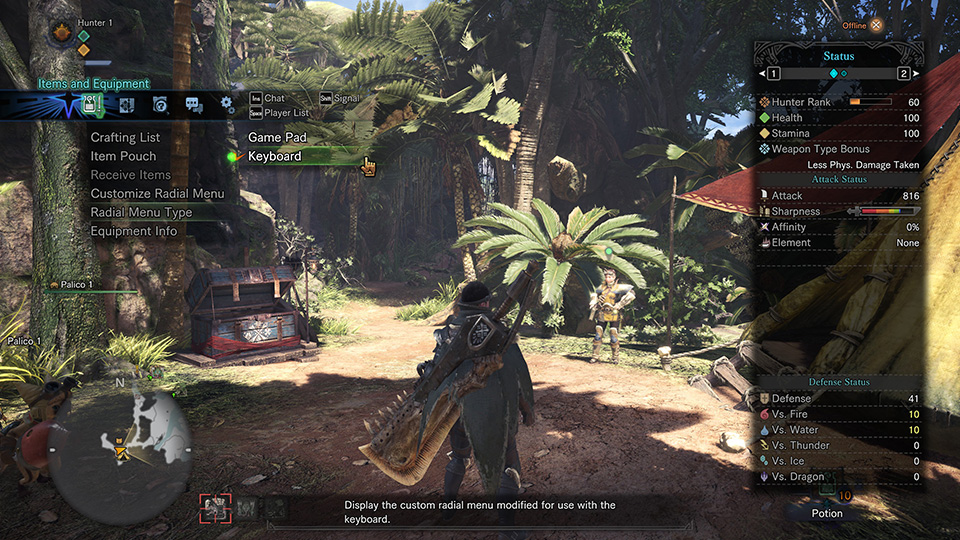 Hunter 1
Offline
Items and Equipment
Ins Chat
Shift Signal
Space Player List
Crafting List
Item Pouch
Receive Items
Customize Radial Menu
Radial Menu Type
Equipment Info
Game Pad
Keyboard
Status
1
2
Hunter Rank 60
Health 100
Stamina 100
Weapon Type Bonus
Less Phys. Damage Taken
Attack Status
Attack 816
Sharpness
Affinity 0%
Element None
Palico 1
Palico 1
N
Defense Status
Defense 41
Vs. Fire 10
Vs. Water 10
Vs. Thunder 0
Vs. Ice 0
Vs. Dragon 0
10
Potion
Display the custom radial menu modified for use with the
keyboard.